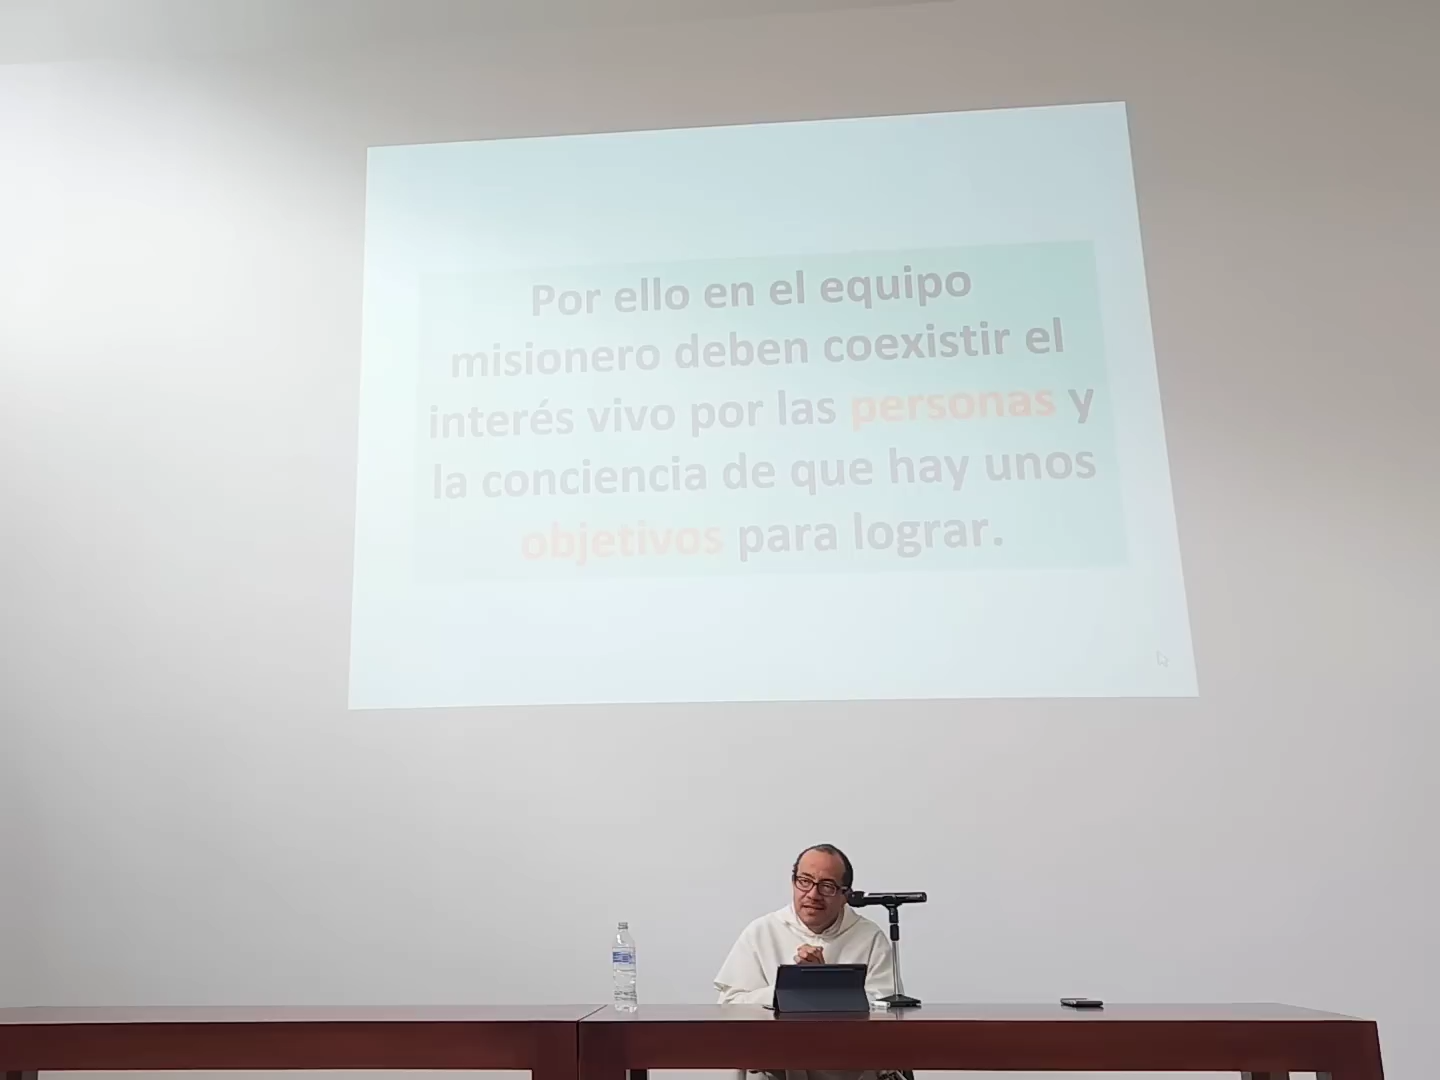 Por ello en el equipo
misionero deben coexistir el
interés vivo por las personas y
la conciencia de que hay unos
objetivos para lograr.